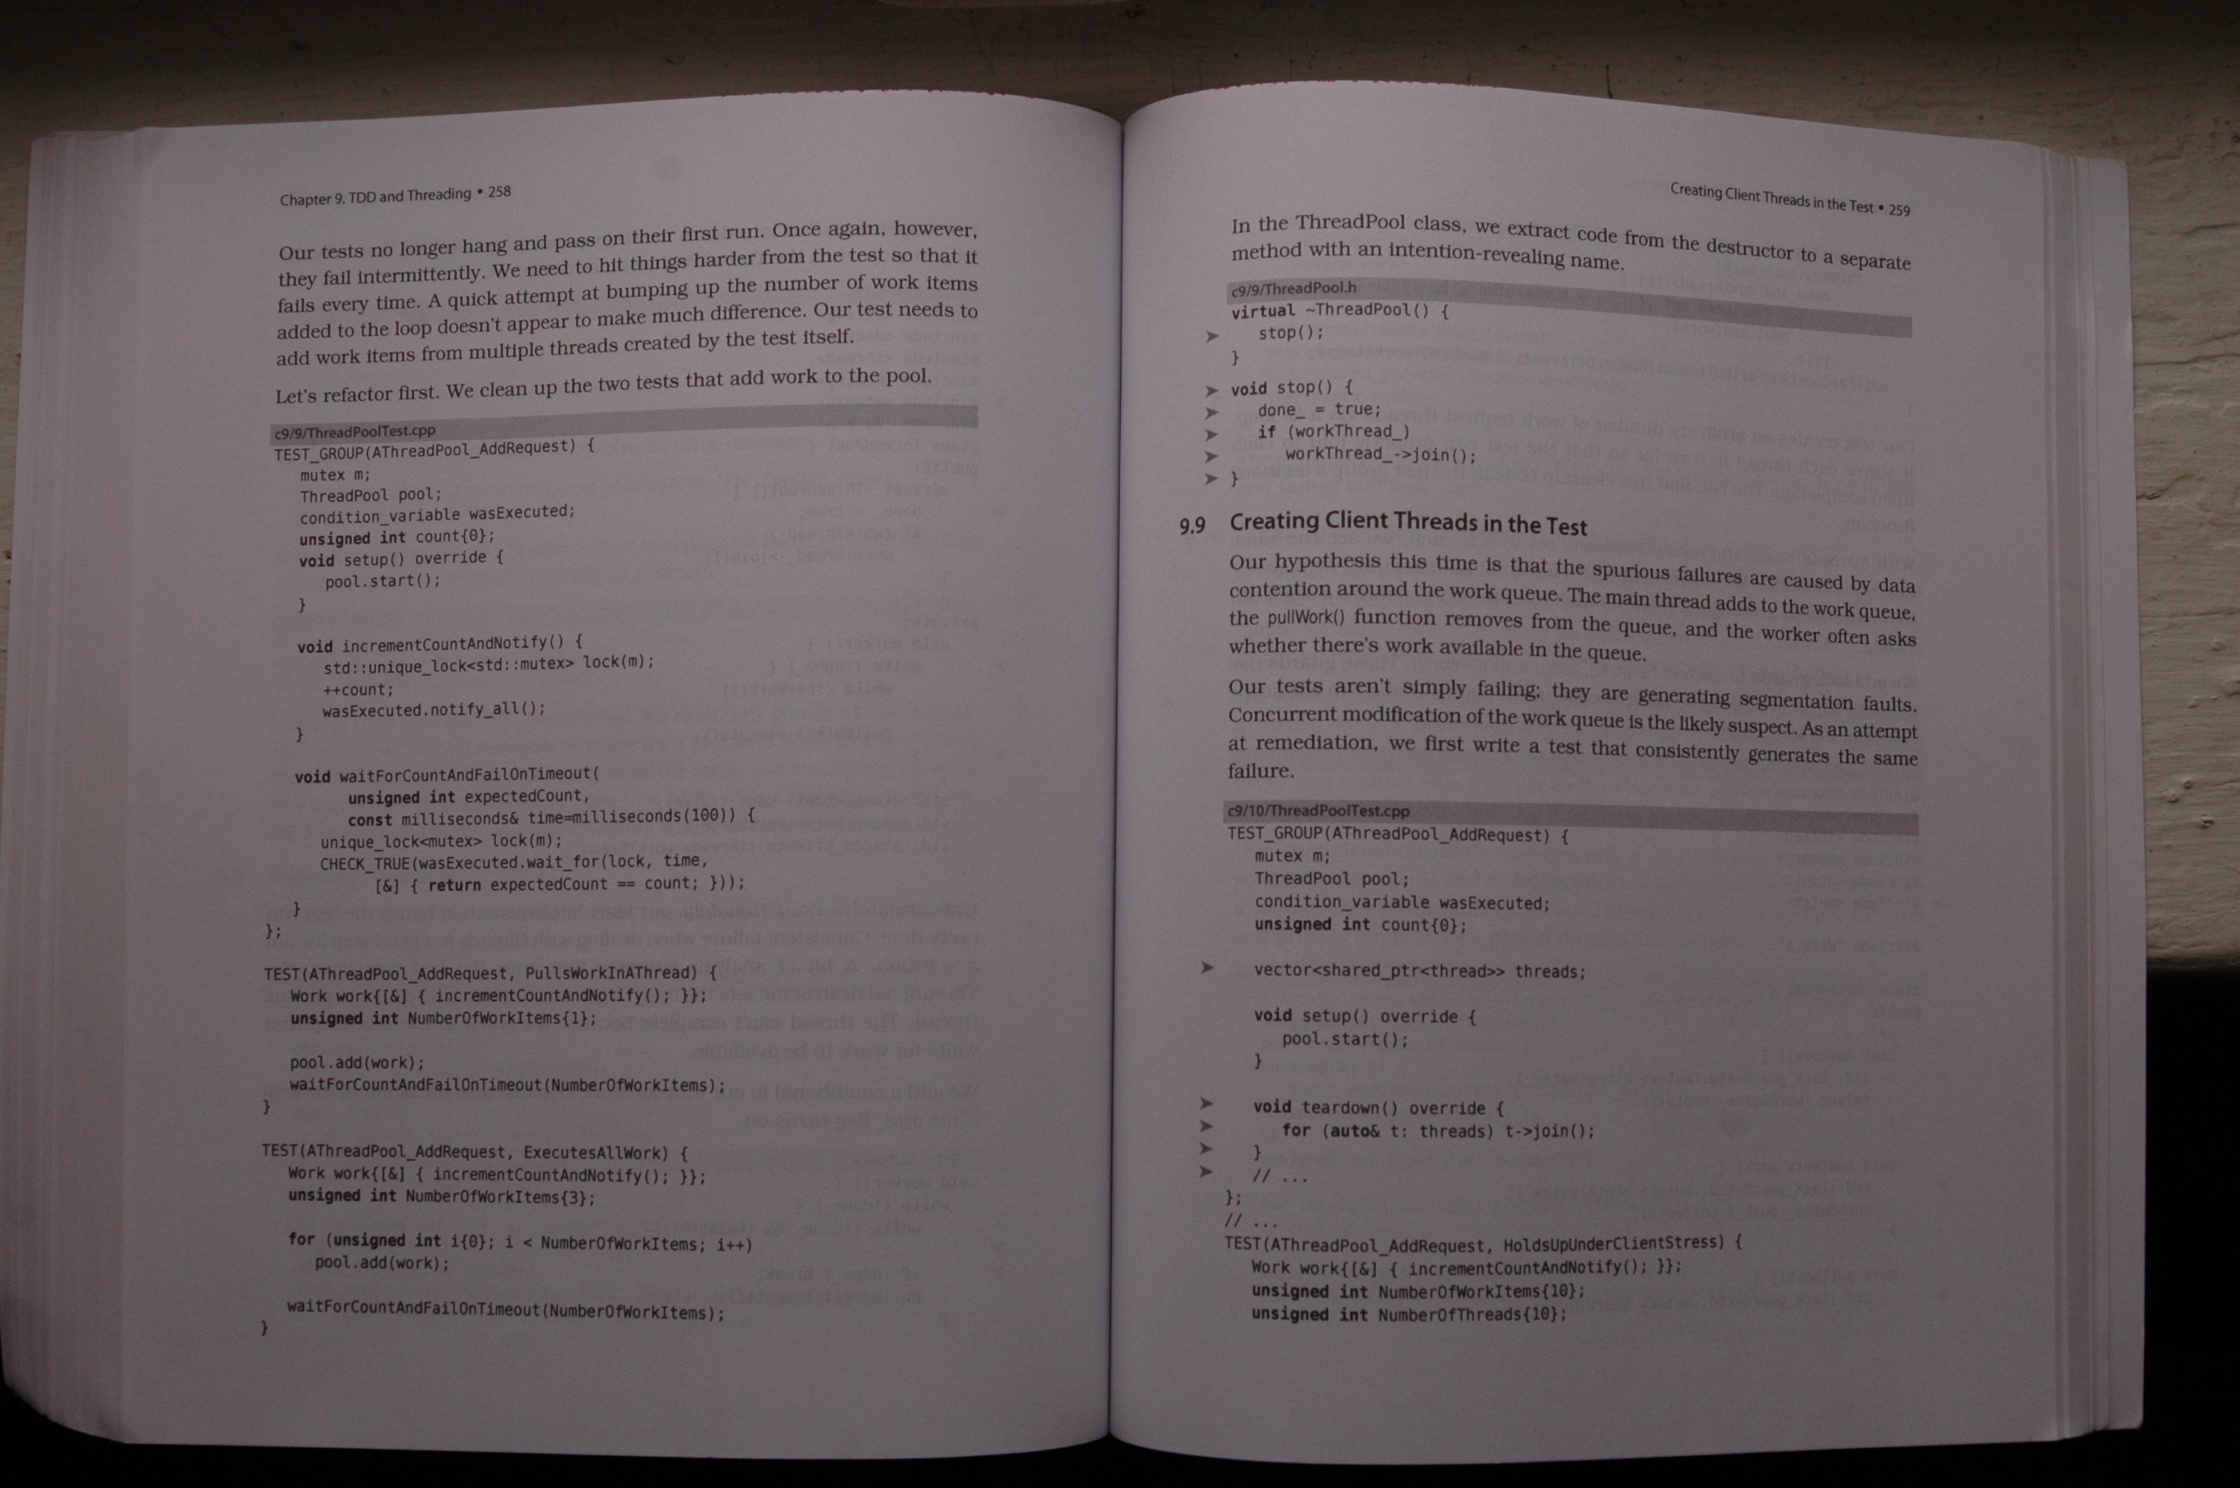 Chapter 9. TDD and Threading • 258
Our tests no longer hang and pass on their first run. Once again, however,
they fail intermittently. We need to hit things harder from the test so that it
fails every time. A quick attempt at bumping up the number of work items
added to the loop doesn't appear to make much difference. Our test needs to
add work items from multiple threads created by the test itself.
Let's refactor first. We clean up the two tests that add work to the pool.
c9/9/ThreadPoolTest.cpp
TEST_GROUP(AThreadPool_AddRequest) {
mutex m;
ThreadPool pool;
condition_variable wasExecuted;
unsigned int count{0};
void setup() override {
pool.start();
}
void incrementCountAndNotify() {
std::unique_lock<std::mutex> lock(m);
++count;
wasExecuted.notify_all();
}
void waitForCountAndFailOnTimeout(
unsigned int expectedCount,
const milliseconds& time=milliseconds(100)) {
unique_lock<mutex> lock(m);
CHECK_TRUE(wasExecuted.wait_for(lock, time,
[&] { return expectedCount == count; }));
}
};
TEST(AThreadPool_AddRequest, PullsWorkInAThread) {
Work work{[&] { incrementCountAndNotify(); }};
unsigned int NumberOfWorkItems{1};
pool.add(work);
waitForCountAndFailOnTimeout(NumberOfWorkItems);
}
TEST(AThreadPool_AddRequest, ExecutesAllWork) {
Work work{[&] { incrementCountAndNotify(); }};
unsigned int NumberOfWorkItems{3};
for (unsigned int i{0}; i < NumberOfWorkItems; i++)
pool.add(work);
waitForCountAndFailOnTimeout(NumberOfWorkItems);
}
Creating Client Threads in the Test • 259
In the ThreadPool class, we extract code from the destructor to a separate
method with an intention-revealing name.
c9/9/ThreadPool.h
virtual ~ThreadPool() {
➤ stop();
}
➤ void stop() {
➤ done_ = true;
➤ if (workThread_)
➤ workThread_->join();
➤ }
9.9 Creating Client Threads in the Test
Our hypothesis this time is that the spurious failures are caused by data
contention around the work queue. The main thread adds to the work queue,
the pullWork() function removes from the queue, and the worker often asks
whether there's work available in the queue.
Our tests aren't simply failing; they are generating segmentation faults.
Concurrent modification of the work queue is the likely suspect. As an attempt
at remediation, we first write a test that consistently generates the same
failure.
c9/10/ThreadPoolTest.cpp
TEST_GROUP(AThreadPool_AddRequest) {
mutex m;
ThreadPool pool;
condition_variable wasExecuted;
unsigned int count{0};
➤ vector<shared_ptr<thread>> threads;
void setup() override {
pool.start();
}
➤ void teardown() override {
➤ for (auto& t: threads) t->join();
➤ }
➤ // ...
};
// ...
TEST(AThreadPool_AddRequest, HoldsUpUnderClientStress) {
Work work{[&] { incrementCountAndNotify(); }};
unsigned int NumberOfWorkItems{10};
unsigned int NumberOfThreads{10};